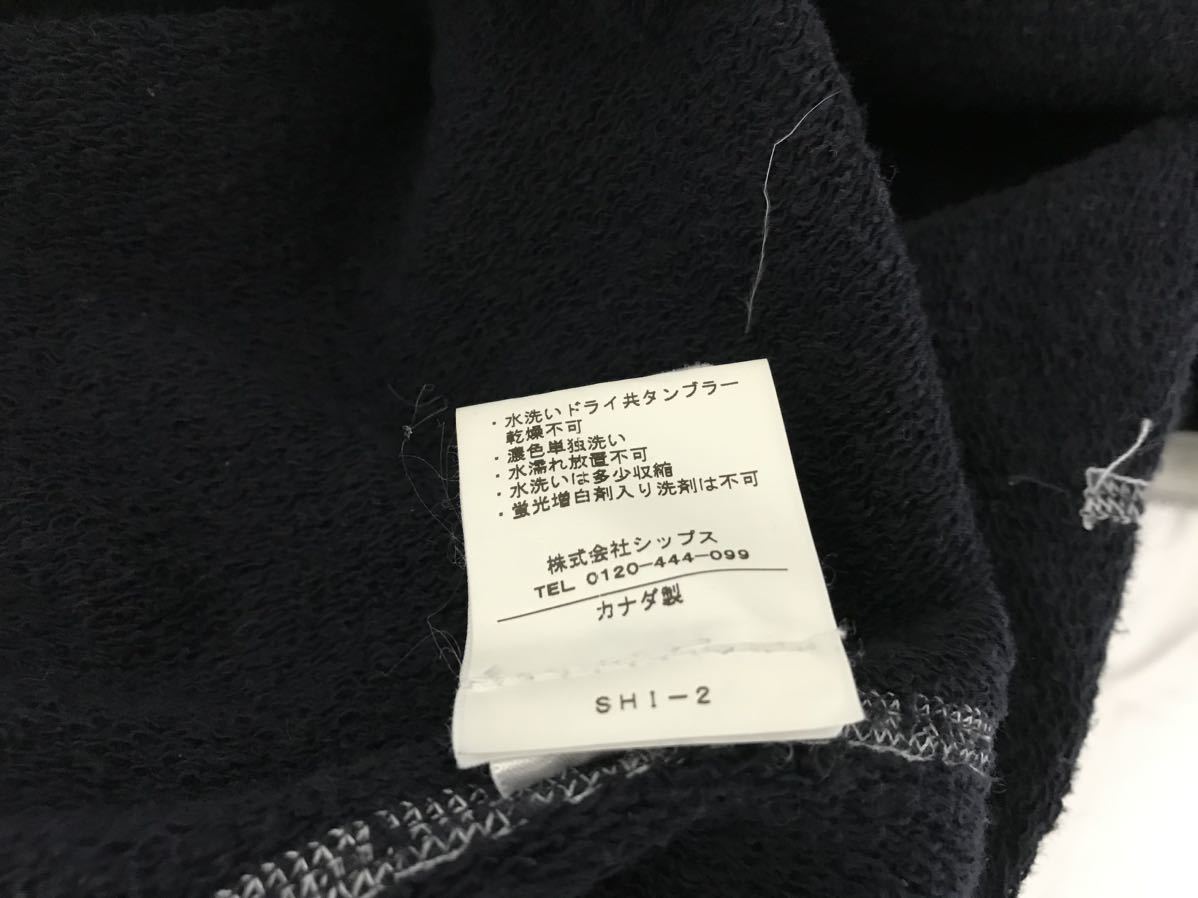 ・水洗いドライ共タンブラー
乾燥不可
・濃色単独洗い
・水濡れ放置不可
・水洗いは多少収縮
・蛍光増白剤入り洗剤は不可
株式会社シップス
TEL 0120-444-099
カナダ製
SHI-2